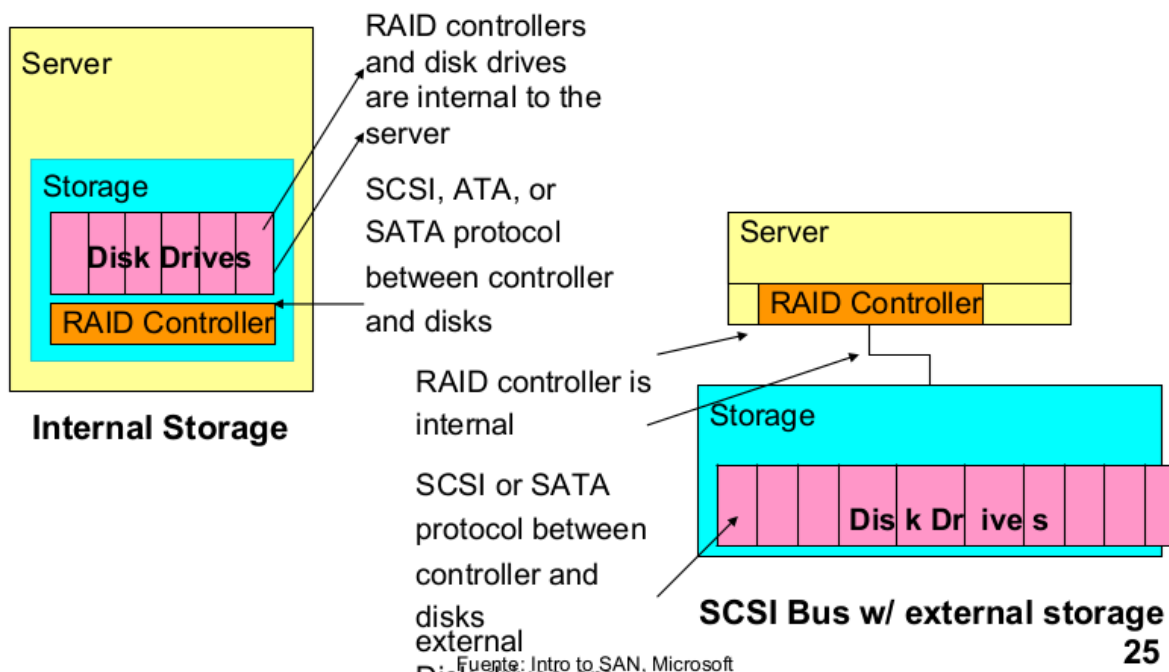 RAID controllers
and disk drives
are internal to the
server
Server
Storage
Disk Drives
RAID Controller
Internal Storage
SCSI, ATA, or
SATA protocol
between controller
and disks
Server
RAID Controller
RAID controller is
internal
Storage
Dis k Dr ive s
SCSI or SATA
protocol between
controller and
disks
external
SCSI Bus w/ external storage
25
Fuente: Intro to SAN, Microsoft